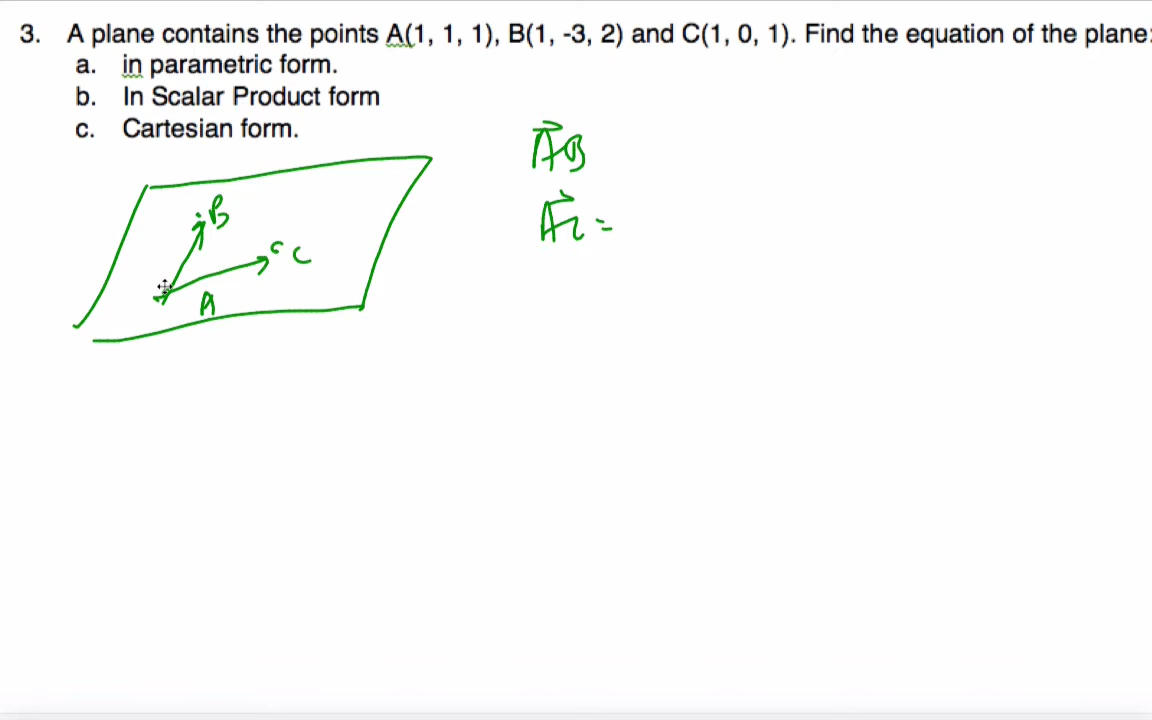 3. A plane contains the points A(1, 1, 1), B(1, -3, 2) and C(1, 0, 1). Find the equation of the plane:
a. in parametric form.
b. In Scalar Product form
c. Cartesian form.
AB
AC =
B
C
A